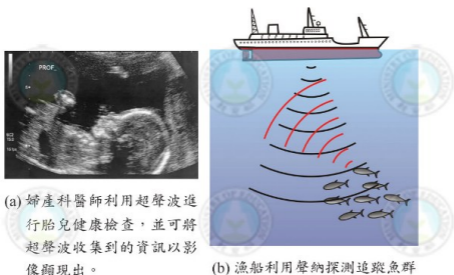 PROF
(a) 婦產科醫師利用超聲波進
行胎兒健康檢查，並可將
超聲波收集到的資訊以影
像顯現出。
(b) 漁船利用聲納探測追蹤魚群